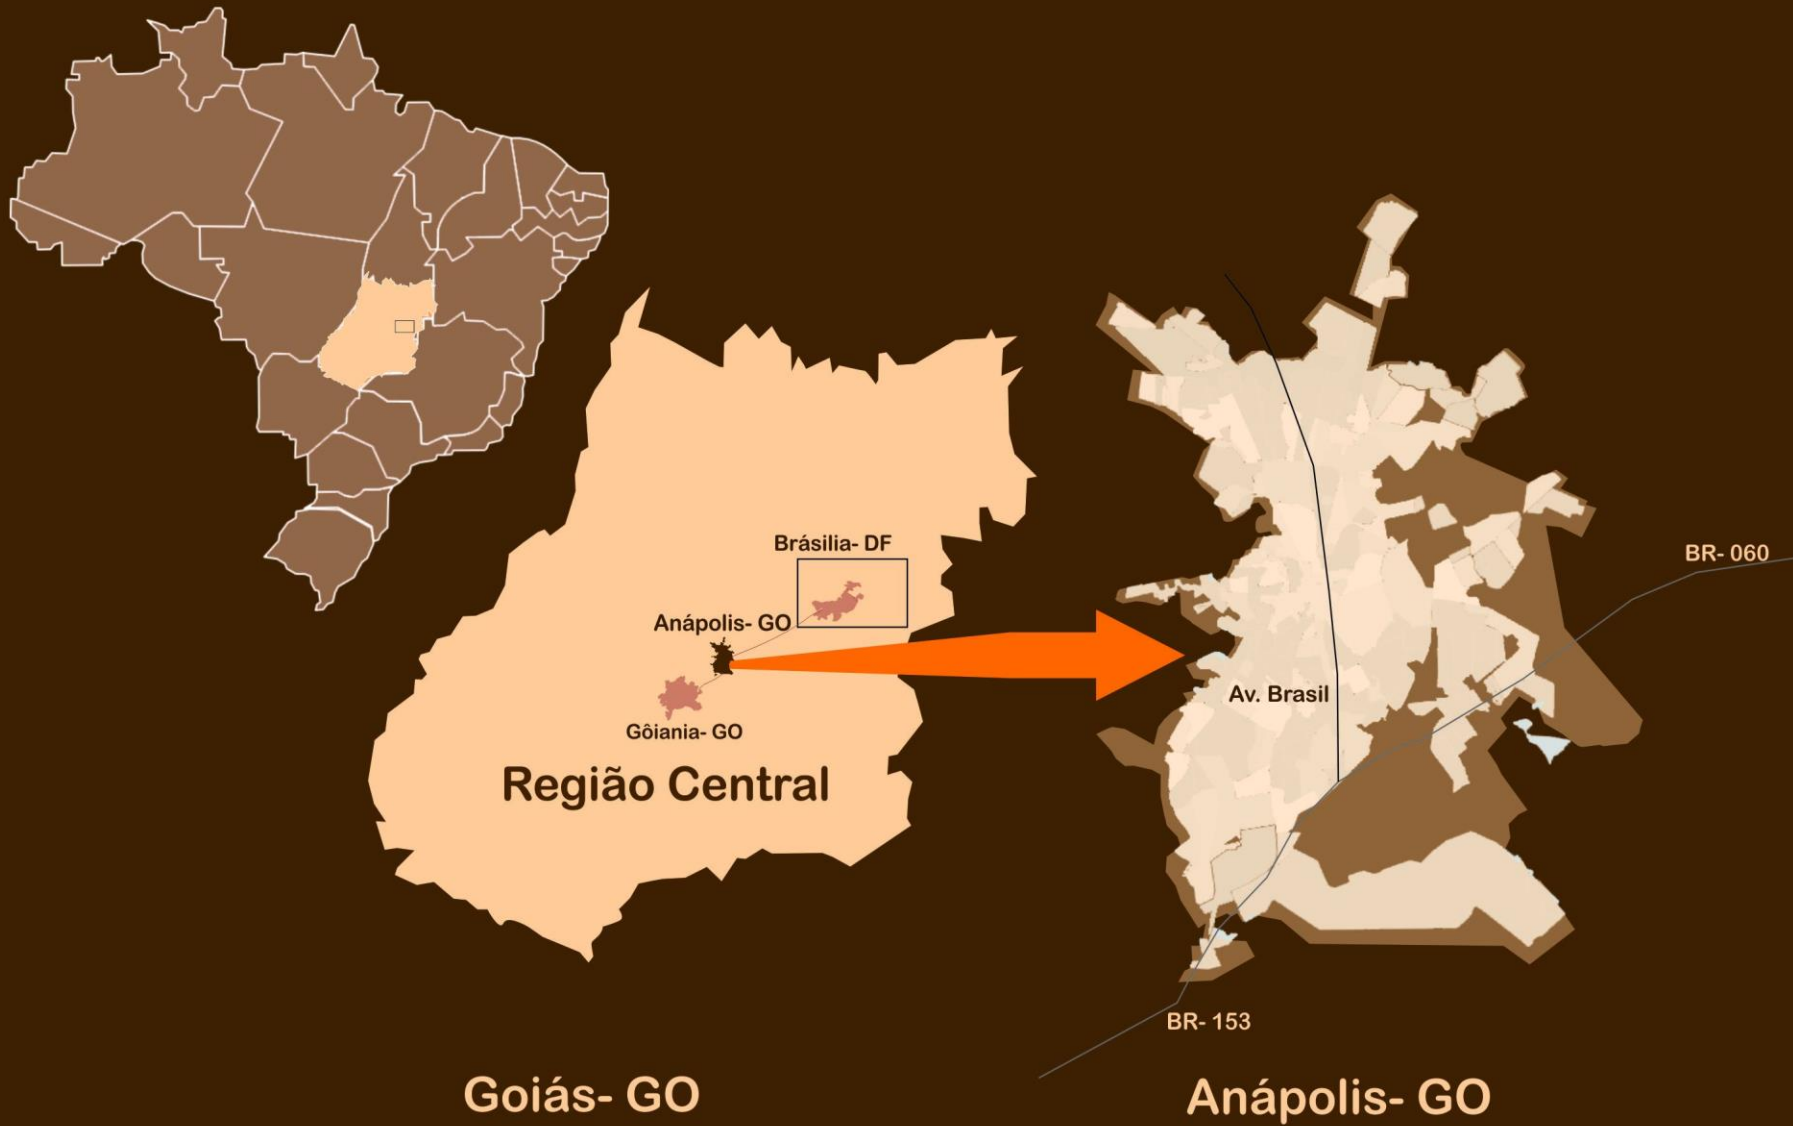 Brásilia- DF
Anápolis- GO
Gôiania- GO
Região Central
Goiás- GO
BR- 060
Av. Brasil
BR- 153
Anápolis- GO